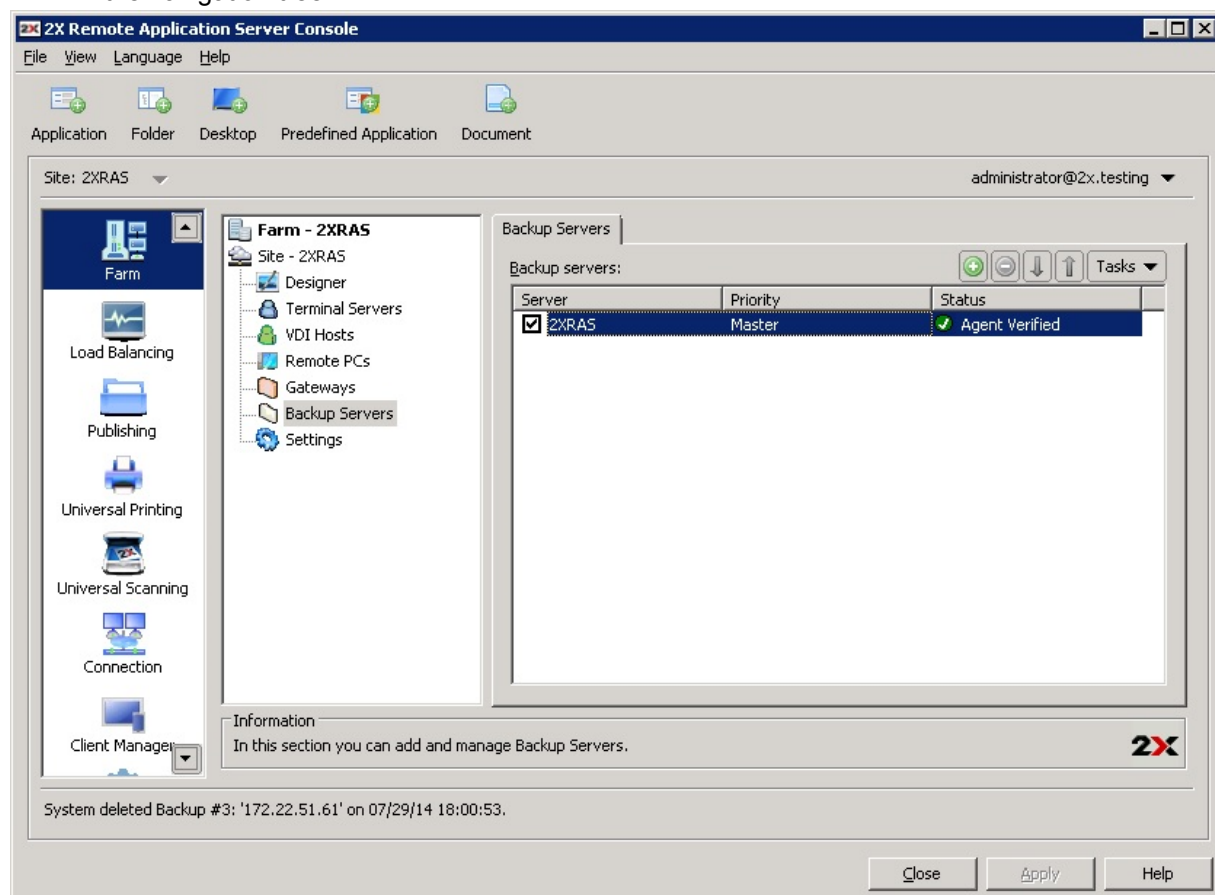 2X Remote Application Server Console
File View Language Help
Application Folder Desktop Predefined Application Document
Site: 2XRAS
administrator@2x.testing
Farm
Load Balancing
Publishing
Universal Printing
Universal Scanning
Connection
Client Manager
Farm - 2XRAS
Site - 2XRAS
Designer
Terminal Servers
VDI Hosts
Remote PCs
Gateways
Backup Servers
Settings
Backup Servers
Backup servers:
Tasks
Server Priority Status
2XRAS Master Agent Verified
Information
In this section you can add and manage Backup Servers.
2X
System deleted Backup #3: '172.22.51.61' on 07/29/14 18:00:53.
Close Apply Help